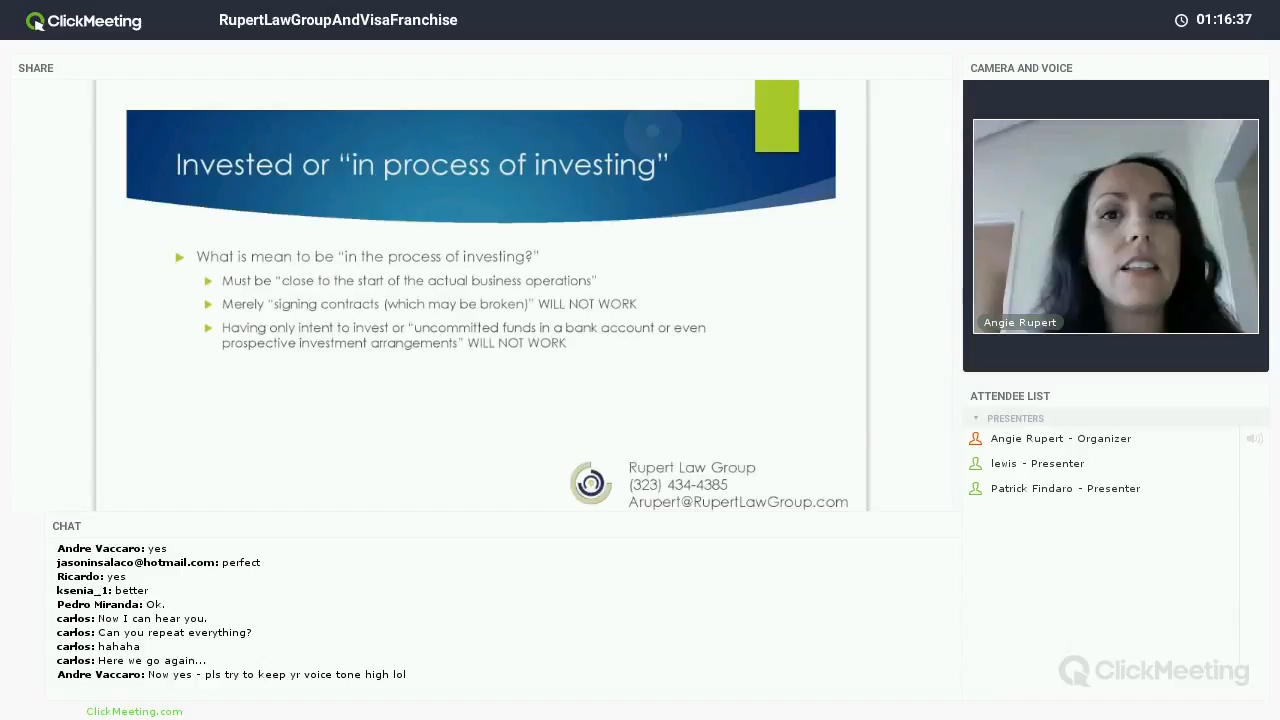 ClickMeeting
RupertLawGroupAndVisaFranchise
01:16:37
SHARE
Invested or “in process of investing”
What is mean to be “in the process of investing?”
Must be “close to the start of the actual business operations”
Merely “signing contracts (which may be broken)” WILL NOT WORK
Having only intent to invest or “uncommitted funds in a bank account or even
prospective investment arrangements” WILL NOT WORK
Rupert Law Group
(323) 434-4385
Arupert@RupertLawGroup.com
CAMERA AND VOICE
Angie Rupert
ATTENDEE LIST
PRESENTERS
Angie Rupert - Organizer
lewis - Presenter
Patrick Findaro - Presenter
CHAT
Andre Vaccaro: yes
jasoninsalaco@hotmail.com: perfect
Ricardo: yes
ksenia_1: better
Pedro Miranda: Ok.
carlos: Now I can hear you.
carlos: Can you repeat everything?
carlos: hahaha
carlos: Here we go again...
Andre Vaccaro: Now yes - pls try to keep yr voice tone high lol
ClickMeeting
ClickMeeting.com